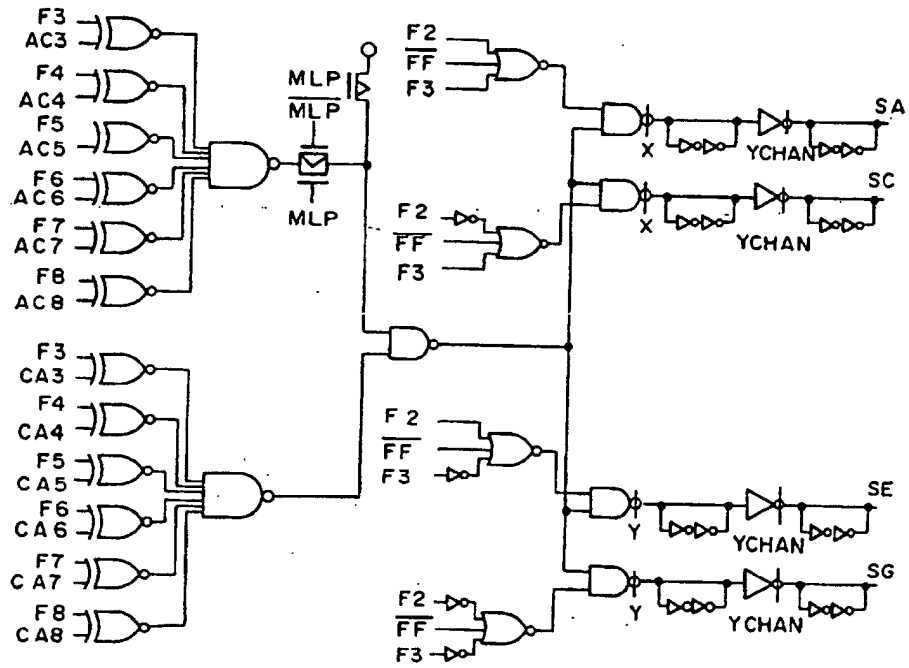 F3
AC3
F4
AC4
F5
AC5
F6
AC6
F7
AC7
F8
AC8
F3
CA3
F4
CA4
F5
CA5
F6
CA6
F7
CA7
F8
CA8
MLP
MLP
MLP
F2
FF
F3
F2
FF
F3
F2
FF
F3
F2
FF
F3
X
YCHAN
SA
X
YCHAN
SC
Y
YCHAN
SE
Y
YCHAN
SG